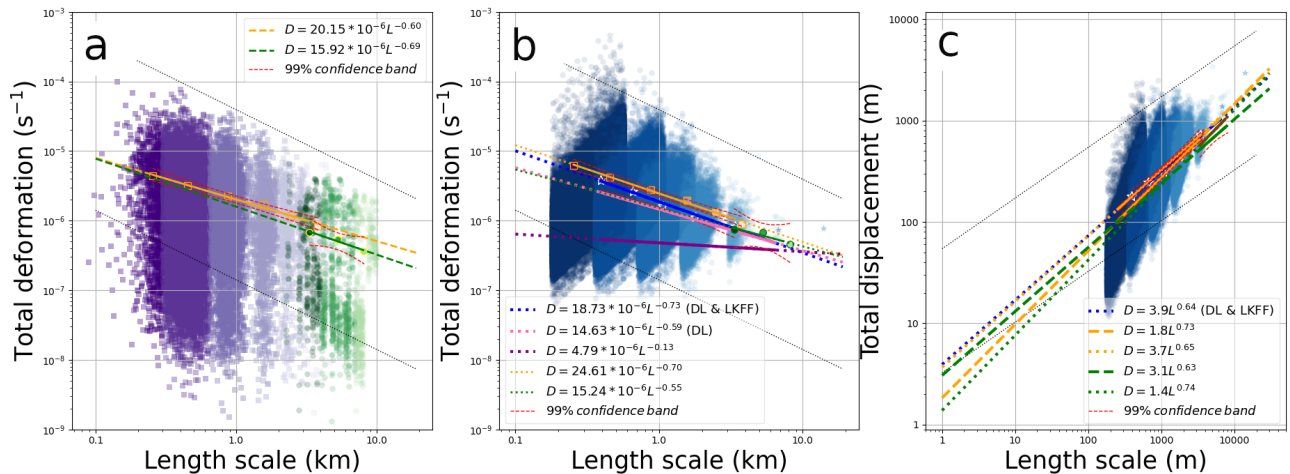 a
10⁻³
10⁻⁴
10⁻⁵
10⁻⁶
10⁻⁷
10⁻⁸
10⁻⁹
Total deformation (s⁻¹)
D = 20.15 * 10⁻⁶L⁻⁰·⁶⁰
D = 15.92 * 10⁻⁶L⁻⁰·⁶⁹
99% confidence band
0.1 1.0 10.0
Length scale (km)
b
10⁻³
10⁻⁴
10⁻⁵
10⁻⁶
10⁻⁷
10⁻⁸
10⁻⁹
Total deformation (s⁻¹)
D = 18.73 * 10⁻⁶L⁻⁰·⁷³ (DL & LKFF)
D = 14.63 * 10⁻⁶L⁻⁰·⁵⁹ (DL)
D = 4.79 * 10⁻⁶L⁻⁰·¹³
D = 24.61 * 10⁻⁶L⁻⁰·⁷⁰
D = 15.24 * 10⁻⁶L⁻⁰·⁵⁵
99% confidence band
0.1 1.0 10.0
Length scale (km)
c
10000
1000
100
10
1
Total displacement (m)
D = 3.9L⁰·⁶⁴ (DL & LKFF)
D = 1.8L⁰·⁷³
D = 3.7L⁰·⁶⁵
D = 3.1L⁰·⁶³
D = 1.4L⁰·⁷⁴
99% confidence band
1 10 100 1000 10000
Length scale (m)